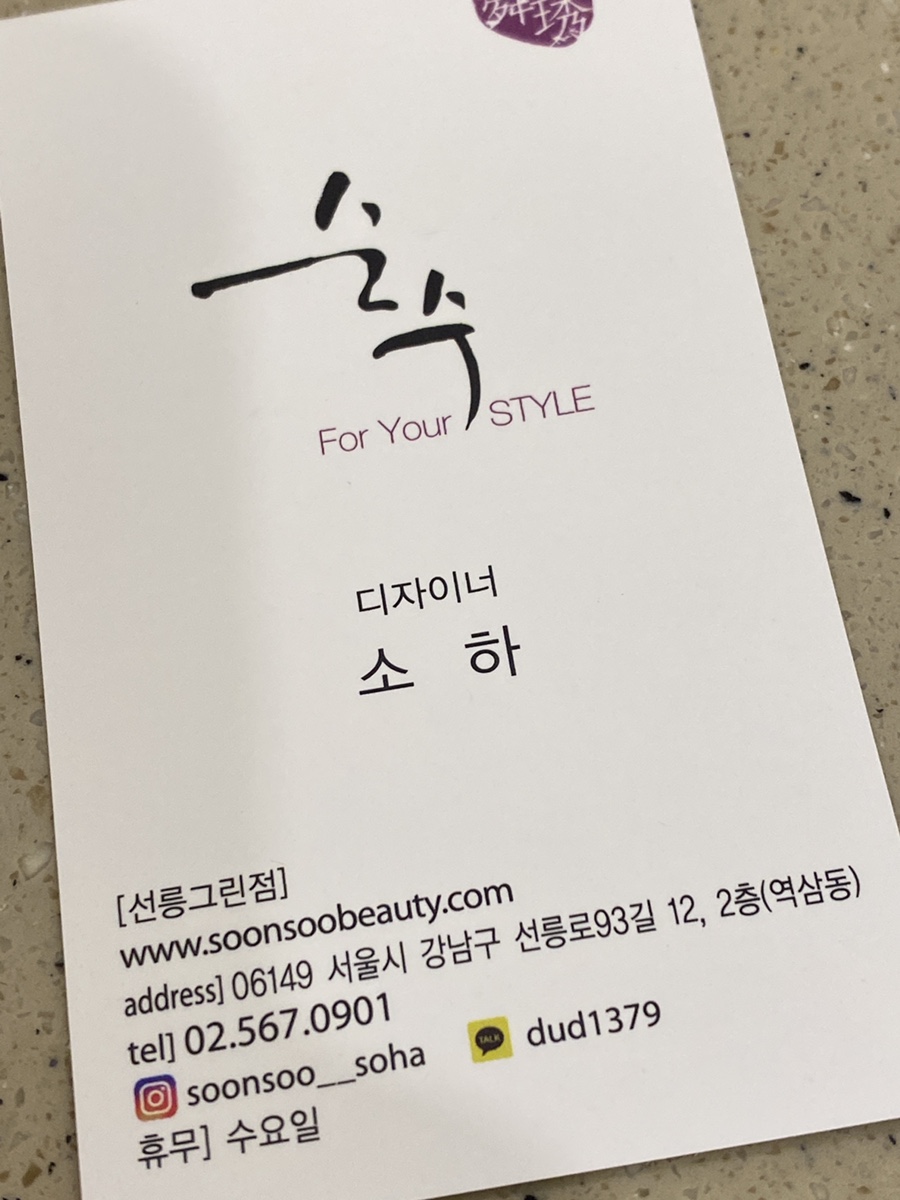 순수
For Your STYLE
디자이너
소 하
[선릉그린점]
www.soonsoobeauty.com
address] 06149 서울시 강남구 선릉로93길 12, 2층(역삼동)
tel] 02.567.0901
soonsoo__soha TALK dud1379
휴무] 수요일